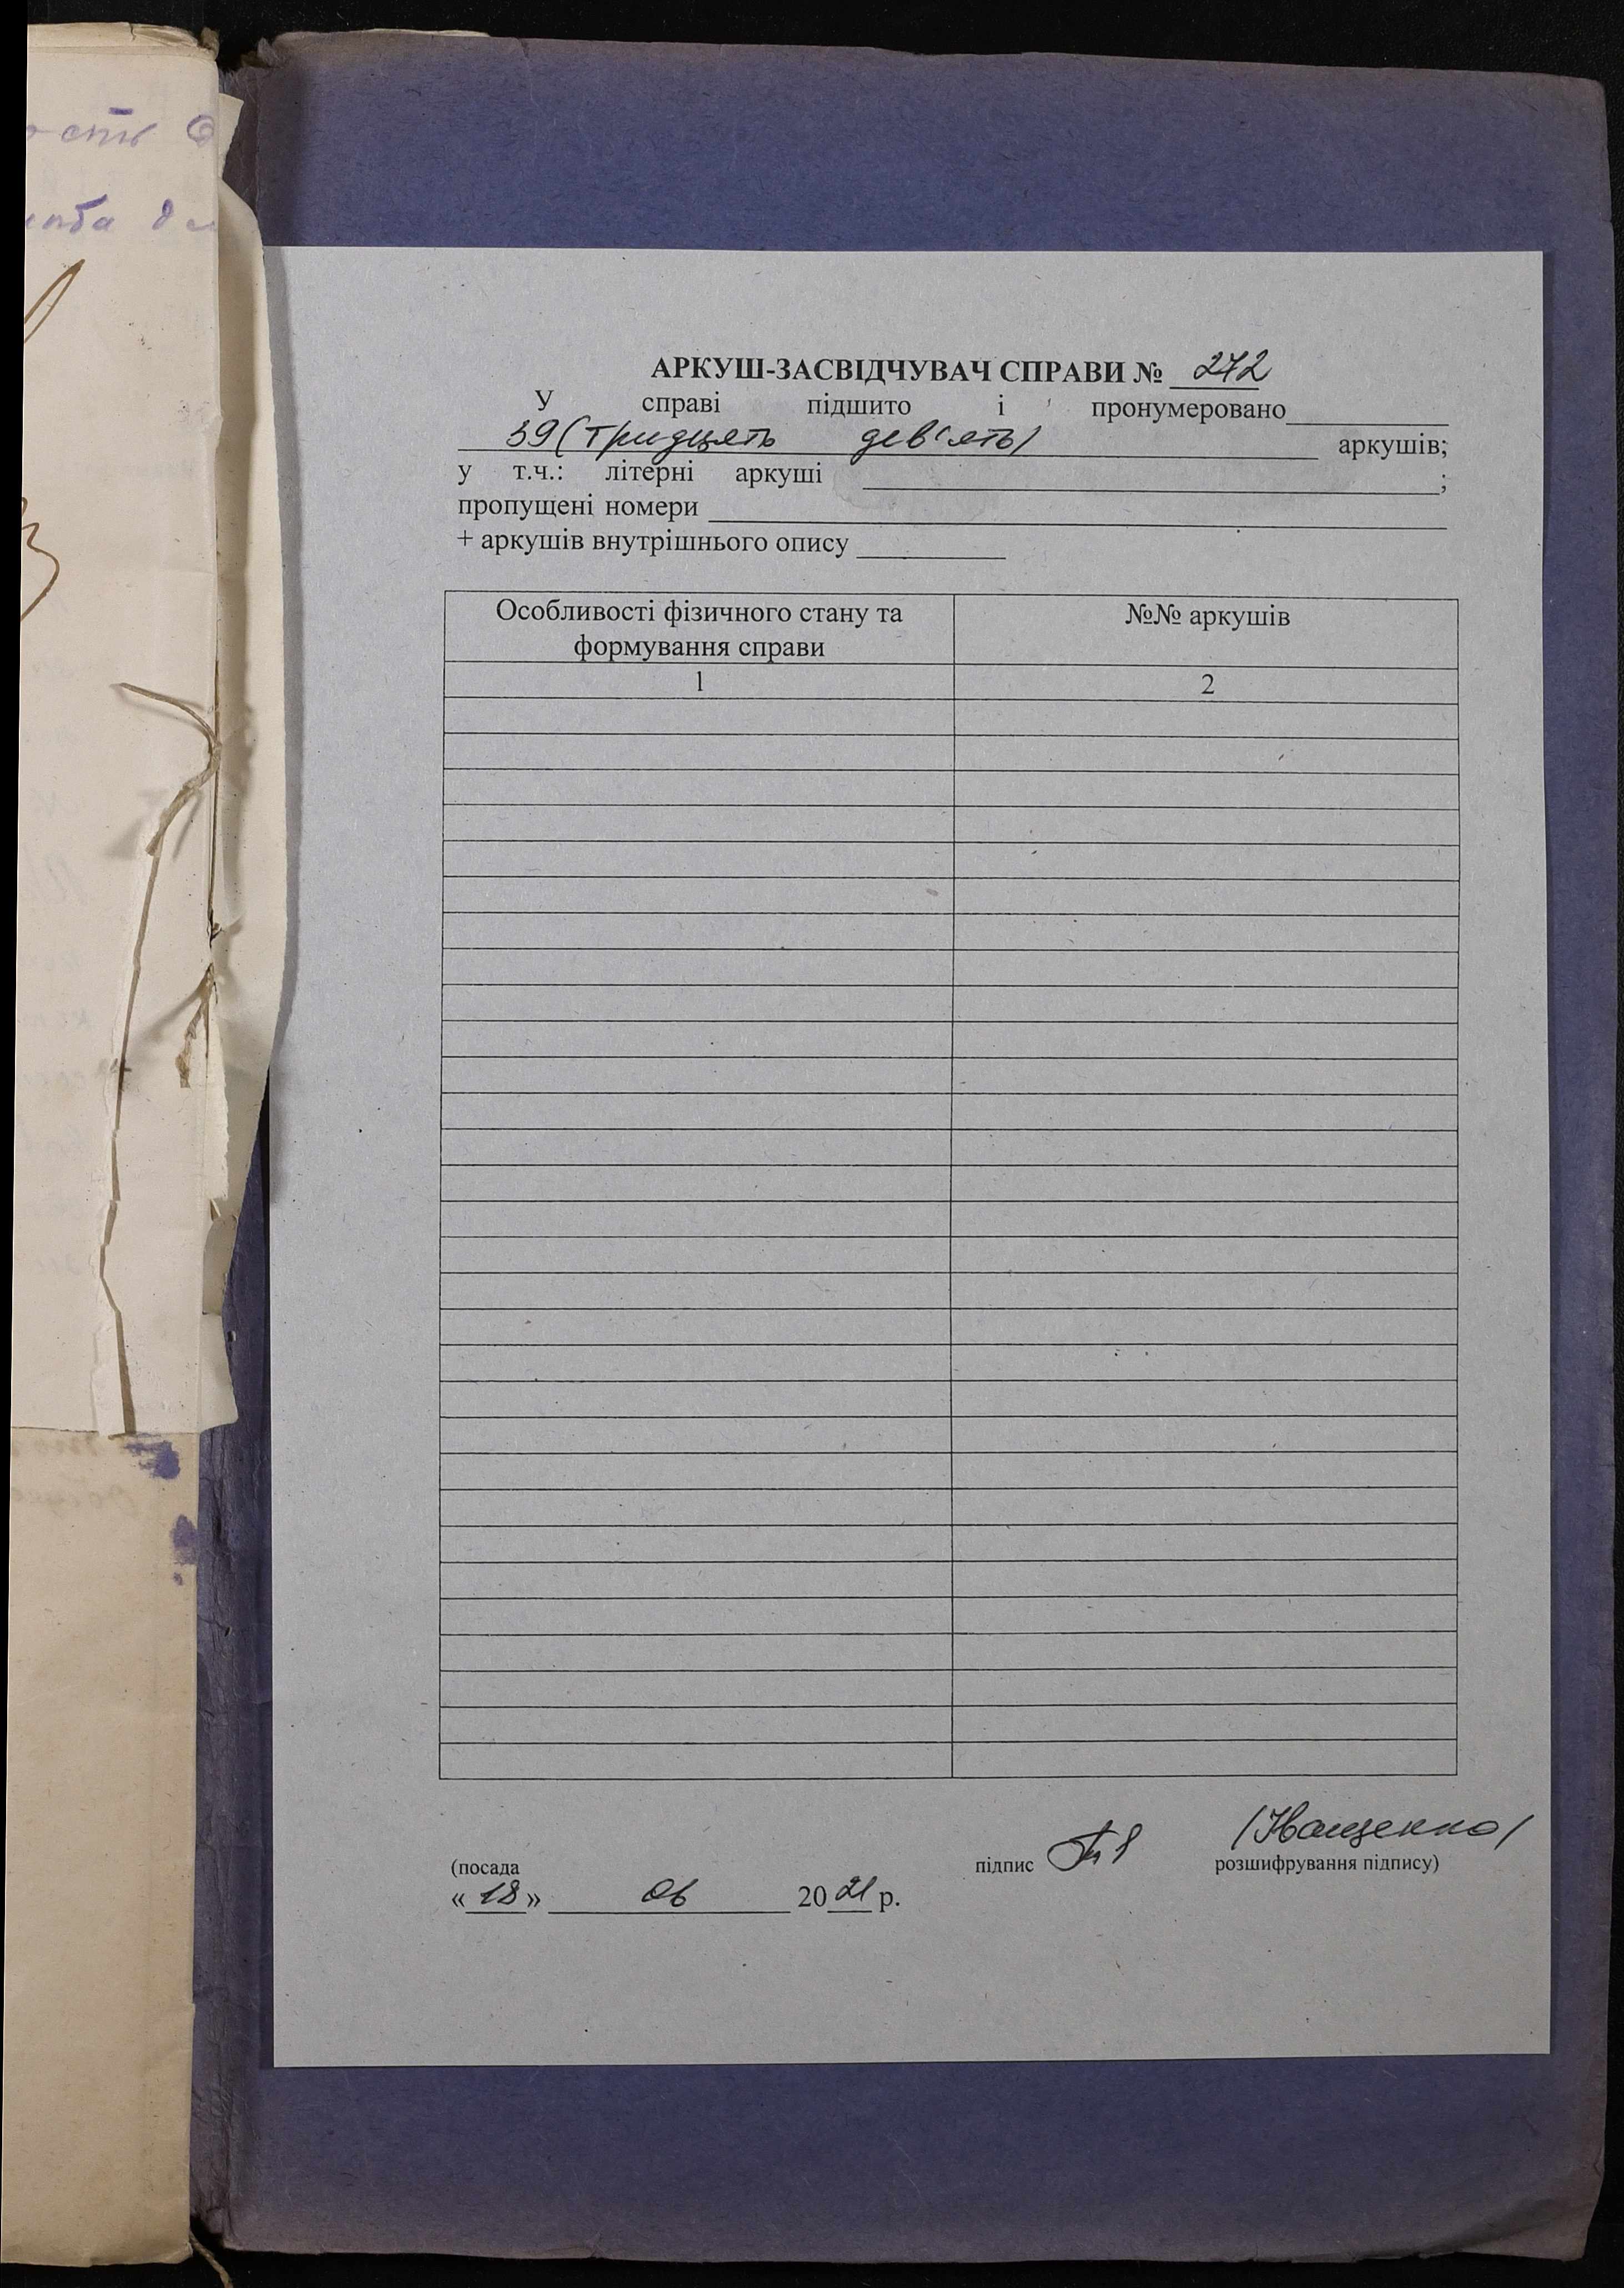 АРКУШ-ЗАСВІДЧУВАЧ СПРАВИ № 272
У справі підшито і пронумеровано
39 (тридцять дев'ять) аркушів;
у т.ч.: літерні аркуші ;
пропущені номери
+ аркушів внутрішнього опису
Особливості фізичного стану та формування справи
№№ аркушів
1
2
(Іващенко)
(посада
підпис
розшифрування підпису)
«18» 06 2021 р.